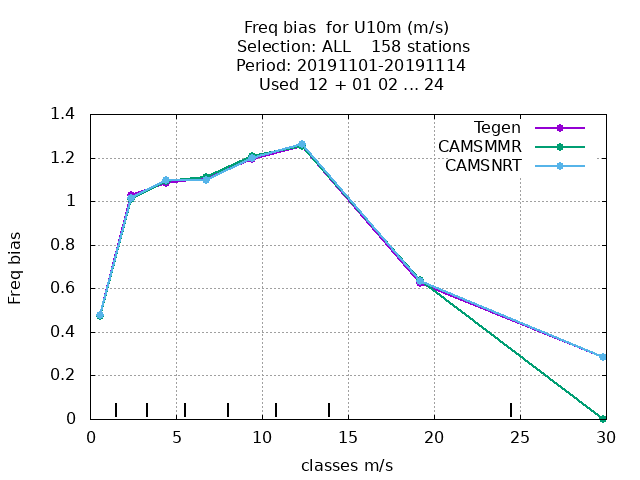 Freq bias  for U10m (m/s)
Selection: ALL    158 stations
Period: 20191101-20191114
Used  12 + 01 02 ... 24
Tegen
CAMSMMR
CAMSNRT
Freq bias
1.4
1.2
1
0.8
0.6
0.4
0.2
0
0 5 10 15 20 25 30
classes m/s